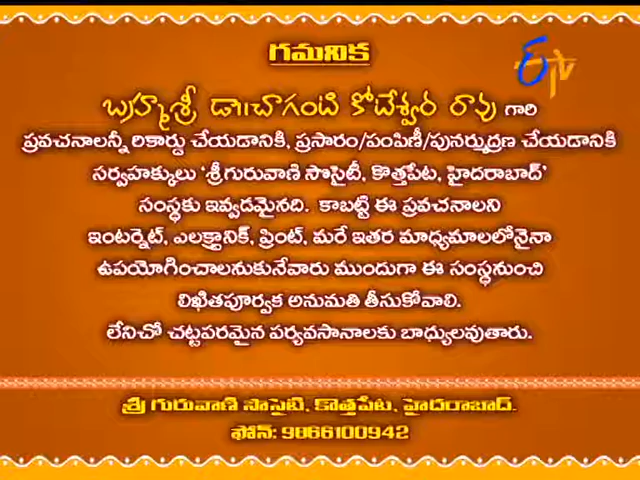 గమనిక
ETV
బ్రహ్మశ్రీ డా||చాగంటి కోటేశ్వర రావు గారి
ప్రవచనాలన్నీ రికార్డు చేయడానికి, ప్రసారం/పంపిణీ/పునర్ముద్రణ చేయడానికి
సర్వహక్కులు 'శ్రీగురువాణి సొసైటీ, కొత్తపేట, హైదరాబాద్'
సంస్థకు ఇవ్వడమైనది. కాబట్టి ఈ ప్రవచనాలని
ఇంటర్నెట్, ఎలక్ట్రానిక్, ప్రింట్, మరే ఇతర మాధ్యమాలలోనైనా
ఉపయోగించాలనుకునేవారు ముందుగా ఈ సంస్థనుంచి
లిఖితపూర్వక అనుమతి తీసుకోవాలి.
లేనిచో చట్టపరమైన పర్యవసానాలకు బాధ్యులవుతారు.
శ్రీ గురువాణి సొసైటి, కొత్తపేట, హైదరాబాద్.
ఫోన్: 9866100942